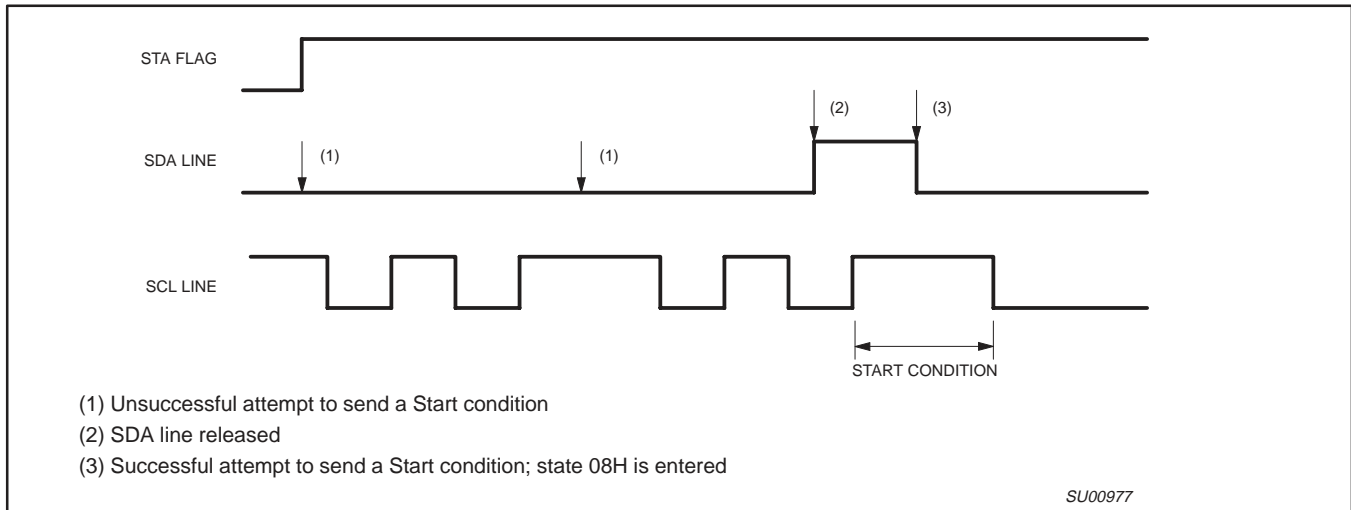 STA FLAG
(2)
(3)
SDA LINE
(1)
(1)
SCL LINE
START CONDITION
(1) Unsuccessful attempt to send a Start condition
(2) SDA line released
(3) Successful attempt to send a Start condition; state 08H is entered
SU00977